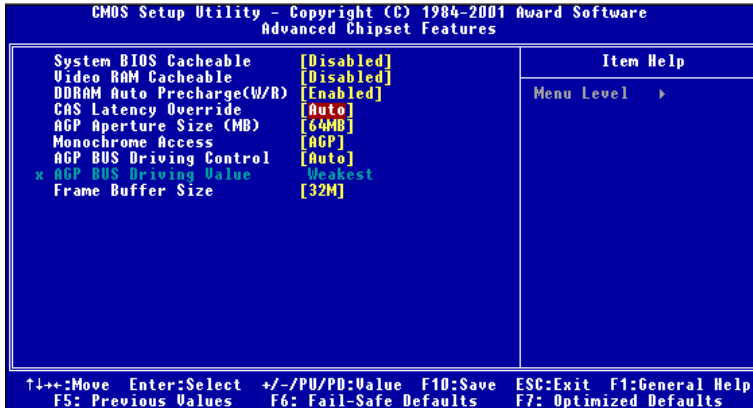 CMOS Setup Utility - Copyright (C) 1984-2001 Award Software
Advanced Chipset Features
System BIOS Cacheable [Disabled]
Video RAM Cacheable [Disabled]
DDRAM Auto Precharge(W/R) [Enabled]
CAS Latency Override [Auto]
AGP Aperture Size (MB) [64MB]
Monochrome Access [AGP]
AGP BUS Driving Control [Auto]
x AGP BUS Driving Value Weakest
Frame Buffer Size [32M]
Item Help
Menu Level ▸
↑↓→←:Move Enter:Select +/-/PU/PD:Value F10:Save ESC:Exit F1:General Help
F5: Previous Values F6: Fail-Safe Defaults F7: Optimized Defaults